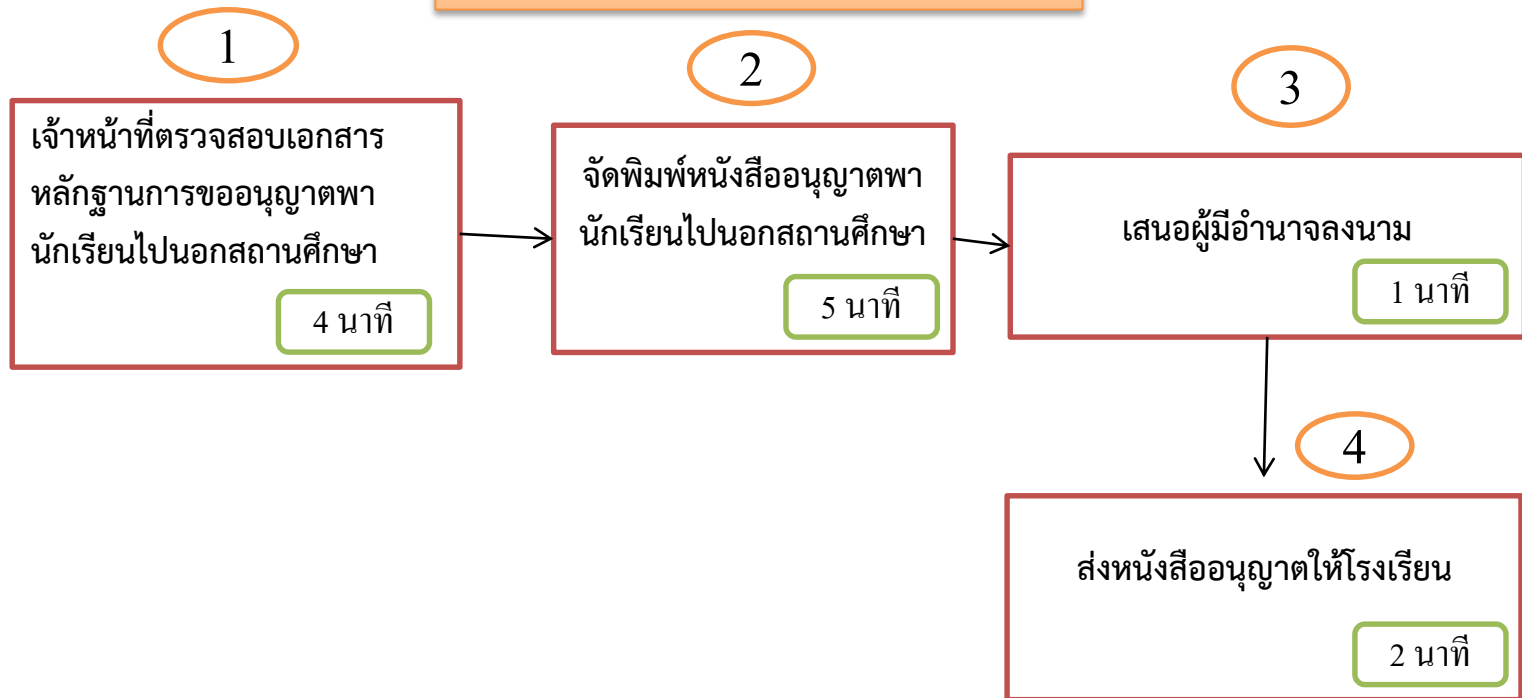 1
เจ้าหน้าที่ตรวจสอบเอกสาร
หลักฐานการขออนุญาตพา
นักเรียนไปนอกสถานศึกษา
4 นาที
2
จัดพิมพ์หนังสืออนุญาตพา
นักเรียนไปนอกสถานศึกษา
5 นาที
3
เสนอผู้มีอำนาจลงนาม
1 นาที
4
ส่งหนังสืออนุญาตให้โรงเรียน
2 นาที